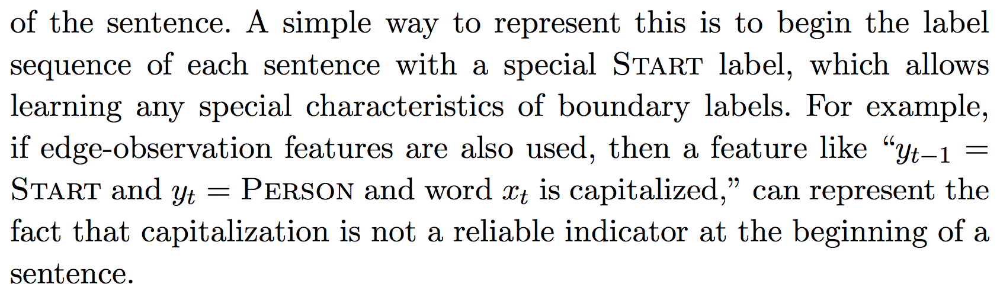 of the sentence. A simple way to represent this is to begin the label
sequence of each sentence with a special START label, which allows
learning any special characteristics of boundary labels. For example,
if edge-observation features are also used, then a feature like “yₜ₋₁ =
START and yₜ = PERSON and word xₜ is capitalized,” can represent the
fact that capitalization is not a reliable indicator at the beginning of a
sentence.